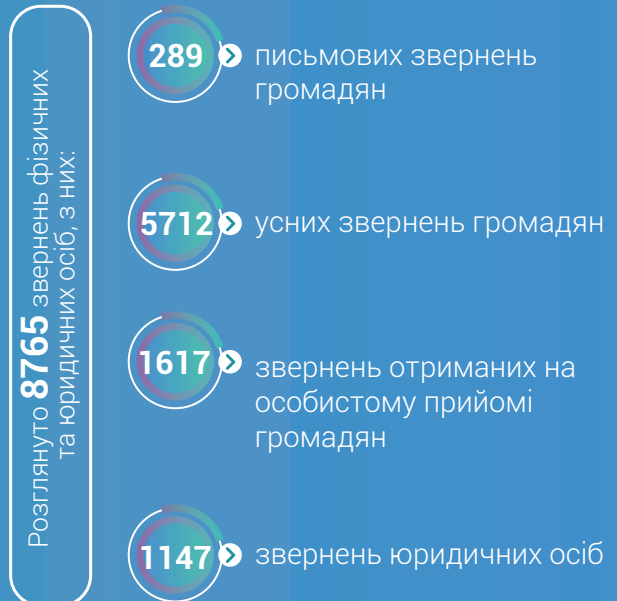 Розглянуто 8765 звернень фізичних
та юридичних осіб, з них:
289
письмових звернень
громадян
5712
усних звернень громадян
1617
звернень отриманих на
особистому прийомі
громадян
1147
звернень юридичних осіб